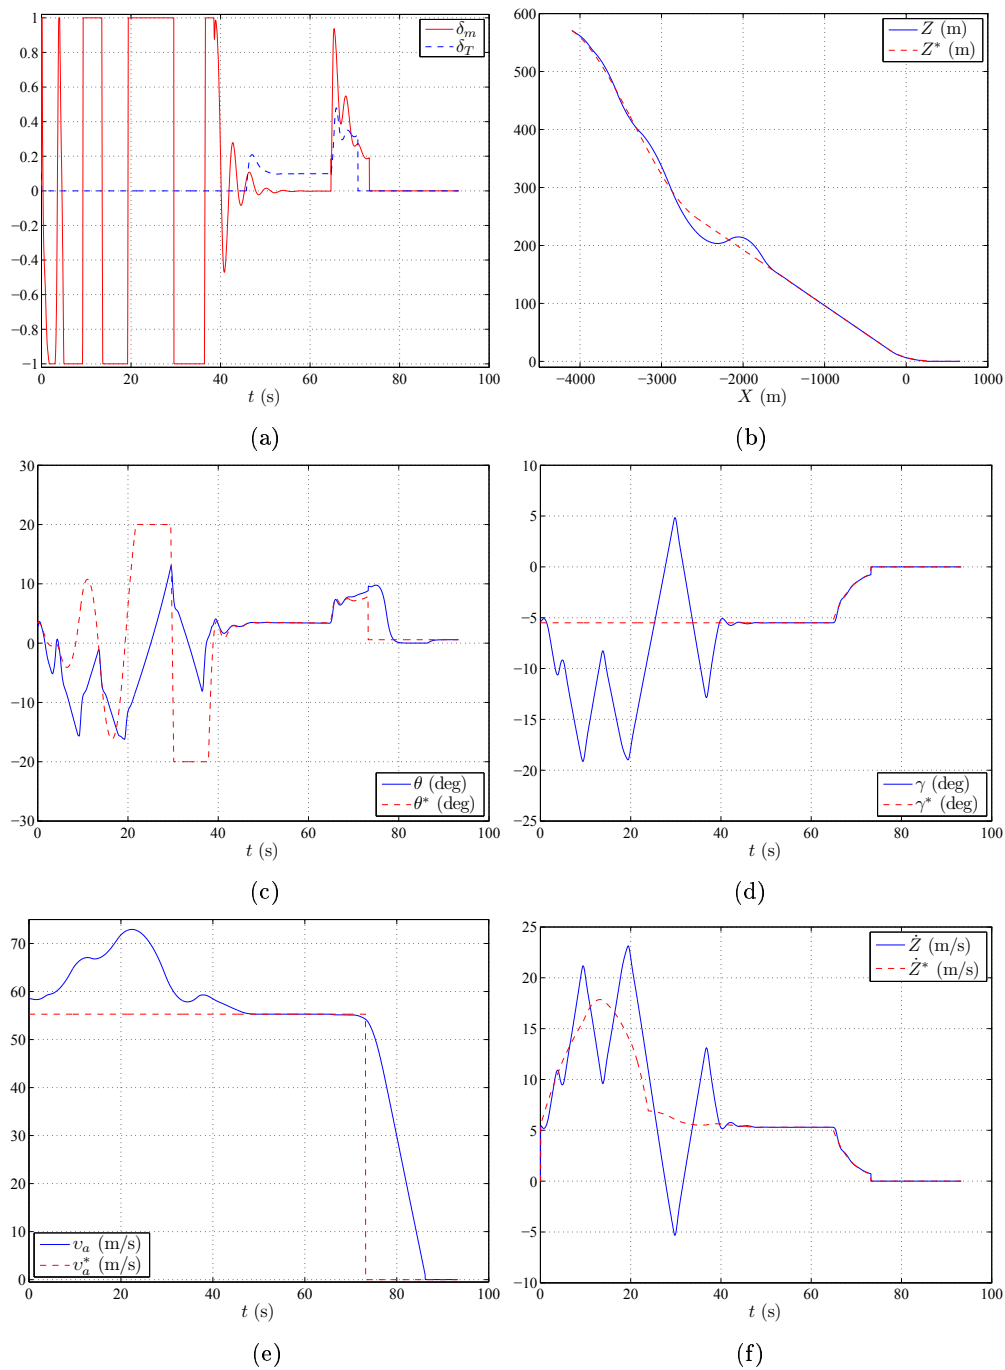 1
0.8
0.6
0.4
0.2
0
−0.2
−0.4
−0.6
−0.8
−1
0 20 40 60 80 100
t (s)
δ_m
δ_T
(a)
600
500
400
300
200
100
0
−4000 −3000 −2000 −1000 0 1000
X (m)
Z (m)
Z* (m)
(b)
30
20
10
0
−10
−20
−30
0 20 40 60 80 100
t (s)
θ (deg)
θ* (deg)
(c)
10
5
0
−5
−10
−15
−20
−25
0 20 40 60 80 100
t (s)
γ (deg)
γ* (deg)
(d)
70
60
50
40
30
20
10
0
0 20 40 60 80 100
t (s)
v_a (m/s)
v_a* (m/s)
(e)
25
20
15
10
5
0
−5
−10
0 20 40 60 80 100
t (s)
Ż (m/s)
Ż* (m/s)
(f)